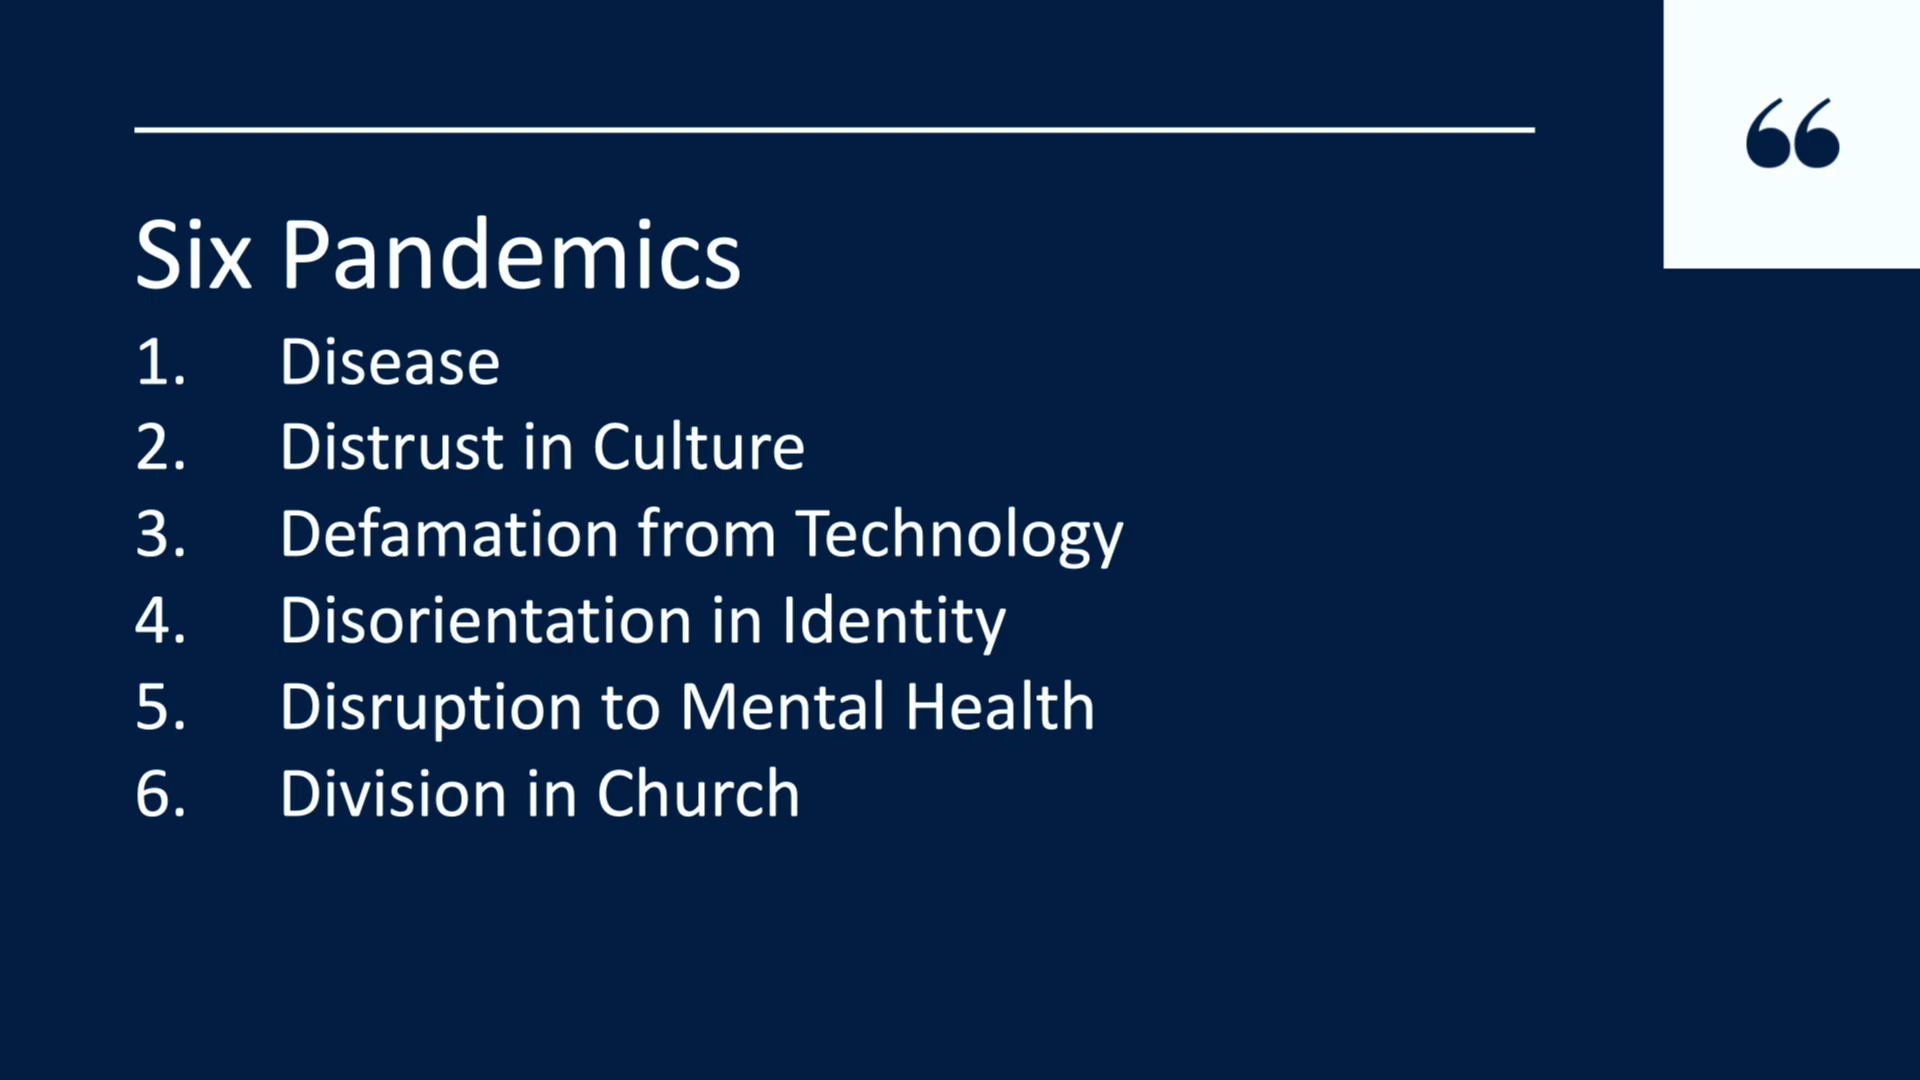 “
Six Pandemics
1. Disease
2. Distrust in Culture
3. Defamation from Technology
4. Disorientation in Identity
5. Disruption to Mental Health
6. Division in Church